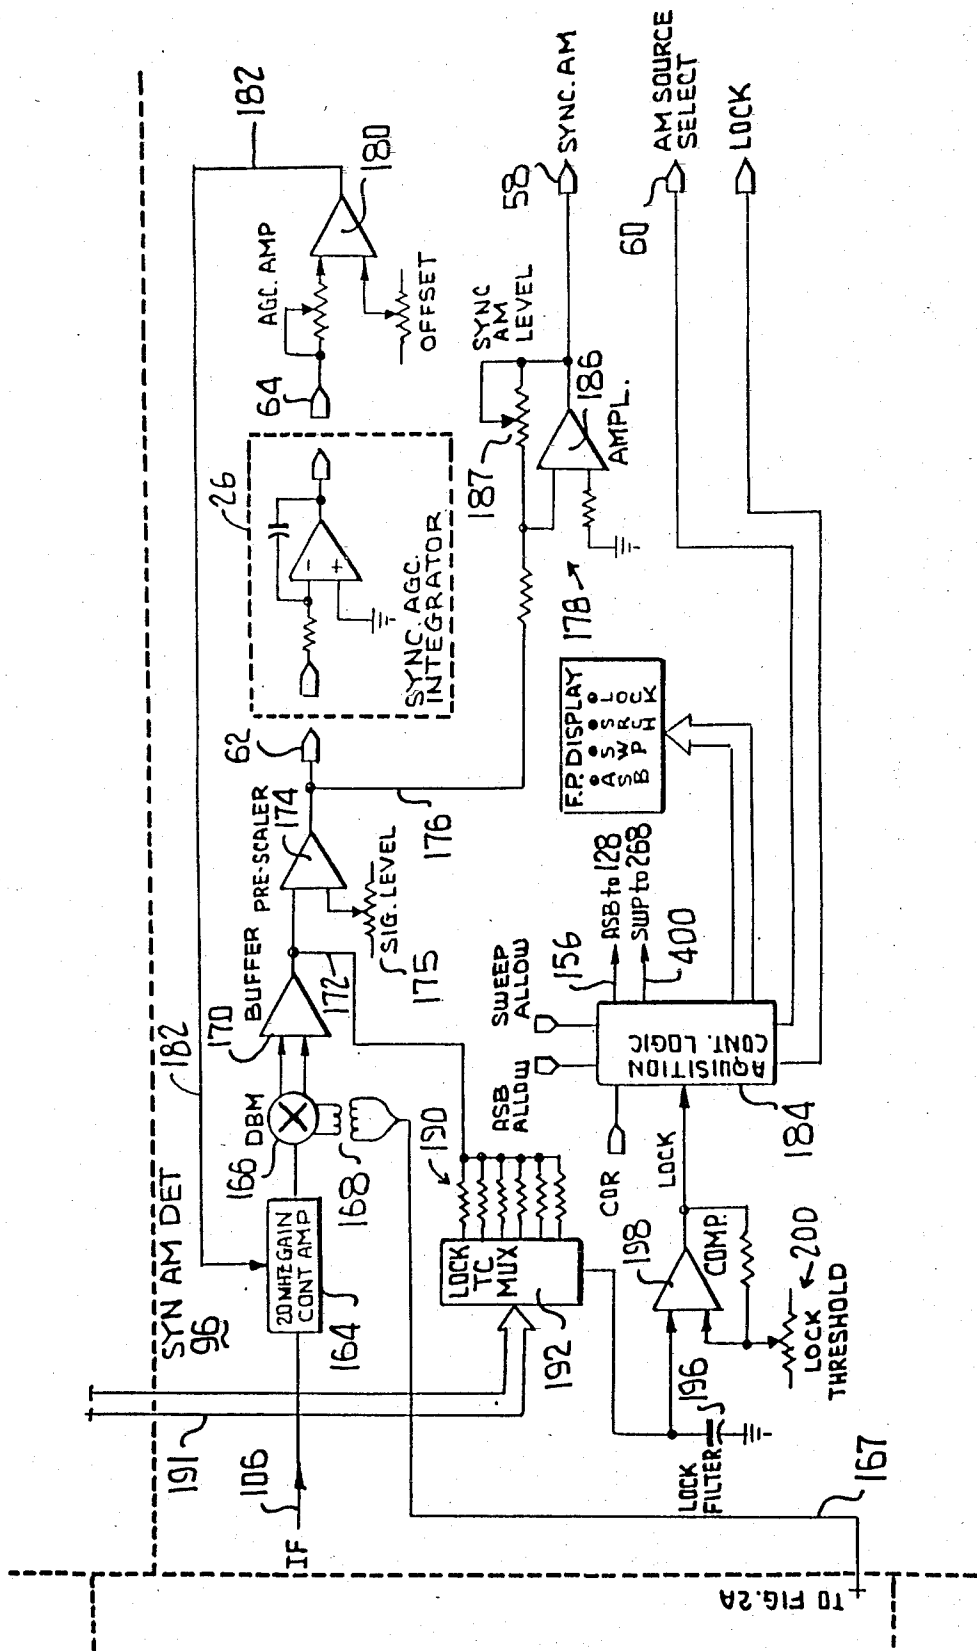 SYN AM DET
96
182
182
IF
106
191
20 MHZ GAIN
CONT AMP
164
166
DBM
168
170
BUFFER
172
PRE-SCALER
174
SIG. LEVEL
175
176
62
26
SYNC. AGC.
INTEGRATOR
-
+
64
AGC. AMP
OFFSET
180
178
187
SYNC
AM
LEVEL
186
AMPL.
58
SYNC. AM
60
AM SOURCE
SELECT
LOCK
190
LOCK
TC
MUX
192
LOCK
FILTER
196
198
COMP.
LOCK
THRESHOLD
200
LOCK
COR
ASB
ALLOW
SWEEP
ALLOW
AQUISITION
CONT. LOGIC
184
156
ASB to 128
SWP to 268
400
F.P. DISPLAY
ASB
SWP
SRCH
LOCK
167
TO FIG. 2A